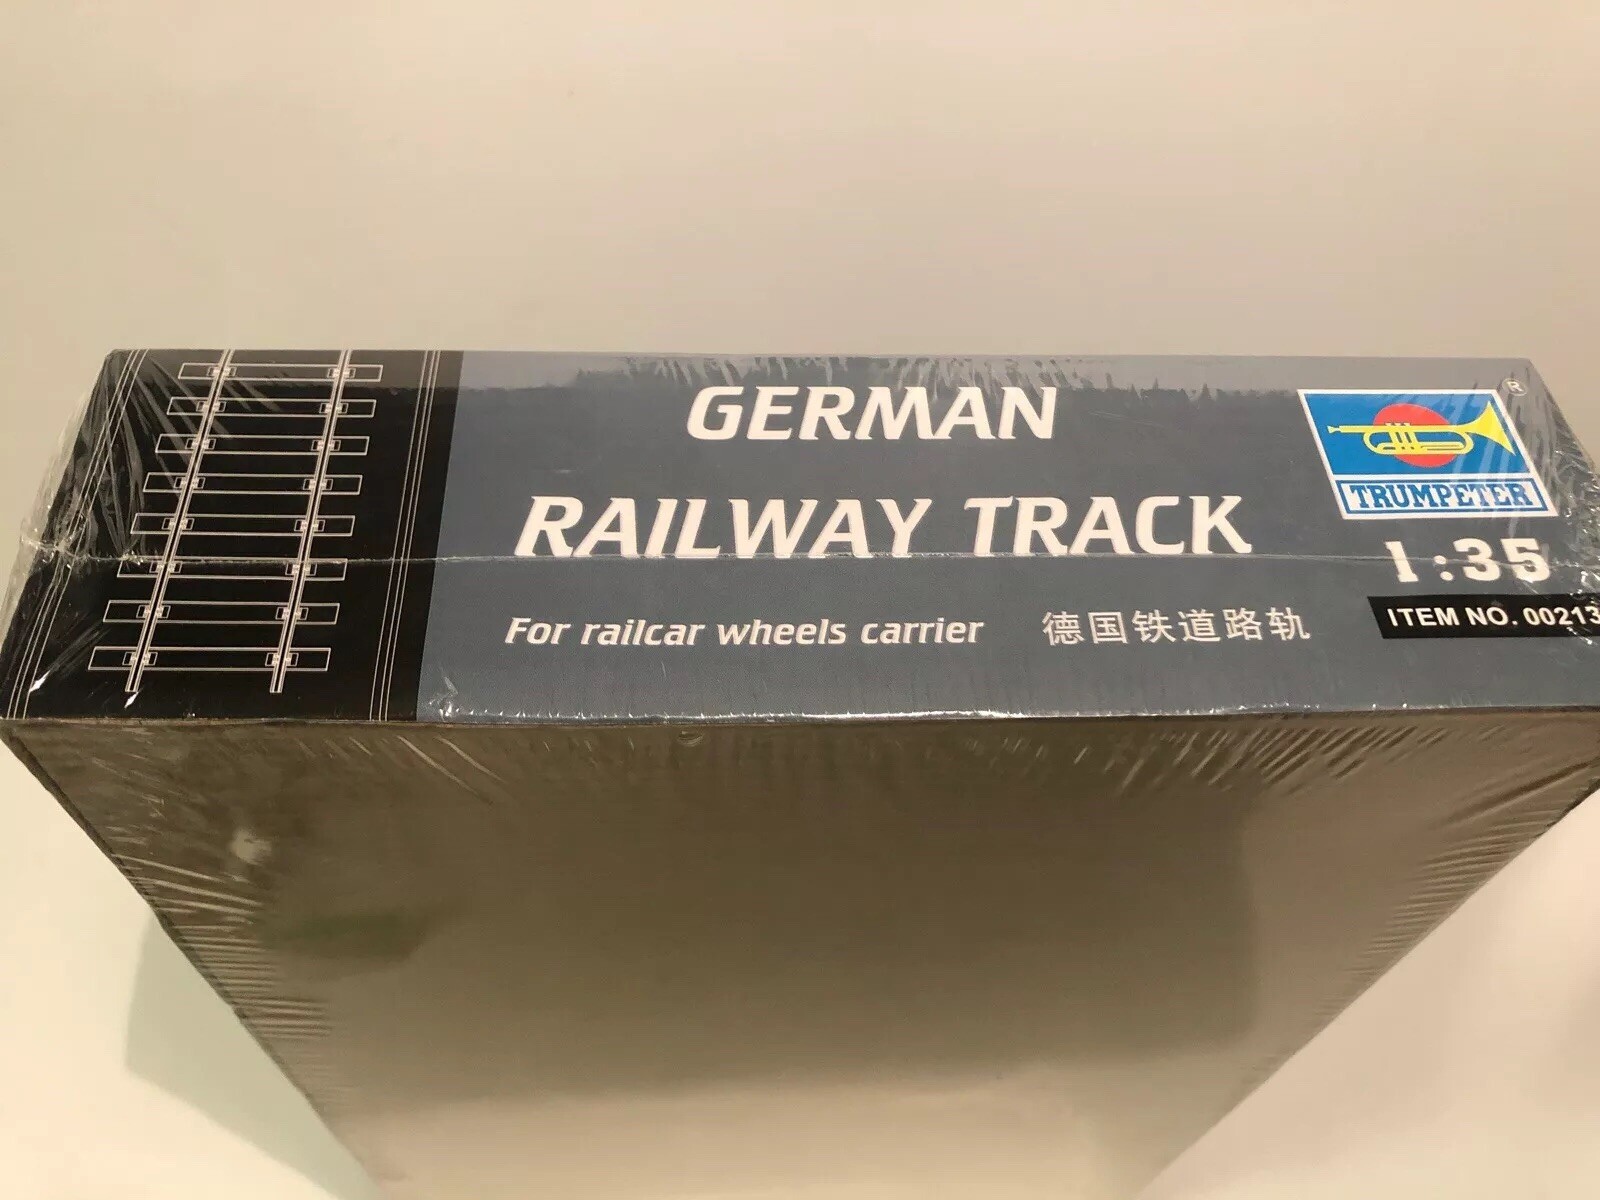 GERMAN
RAILWAY TRACK
For railcar wheels carrier 德国铁道路轨
®
TRUMPETER
1:35
ITEM NO. 00213